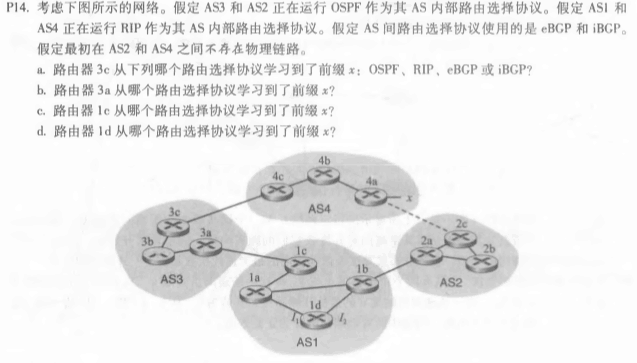 P14. 考虑下图所示的网络。假定 AS3 和 AS2 正在运行 OSPF 作为其 AS 内部路由选择协议。假定 AS1 和
AS4 正在运行 RIP 作为其 AS 内部路由选择协议。假定 AS 间路由选择协议使用的是 eBGP 和 iBGP。
假定最初在 AS2 和 AS4 之间不存在物理链路。
a. 路由器 3c 从下列哪个路由选择协议学习到了前缀 x：OSPF、RIP、eBGP 或 iBGP?
b. 路由器 3a 从哪个路由选择协议学习到了前缀 x?
c. 路由器 1c 从哪个路由选择协议学习到了前缀 x?
d. 路由器 1d 从哪个路由选择协议学习到了前缀 x?
4b
4c
4a
x
AS4
3c
3b
3a
AS3
2c
2a
2b
AS2
1c
1a
1b
1d
I1
I2
AS1